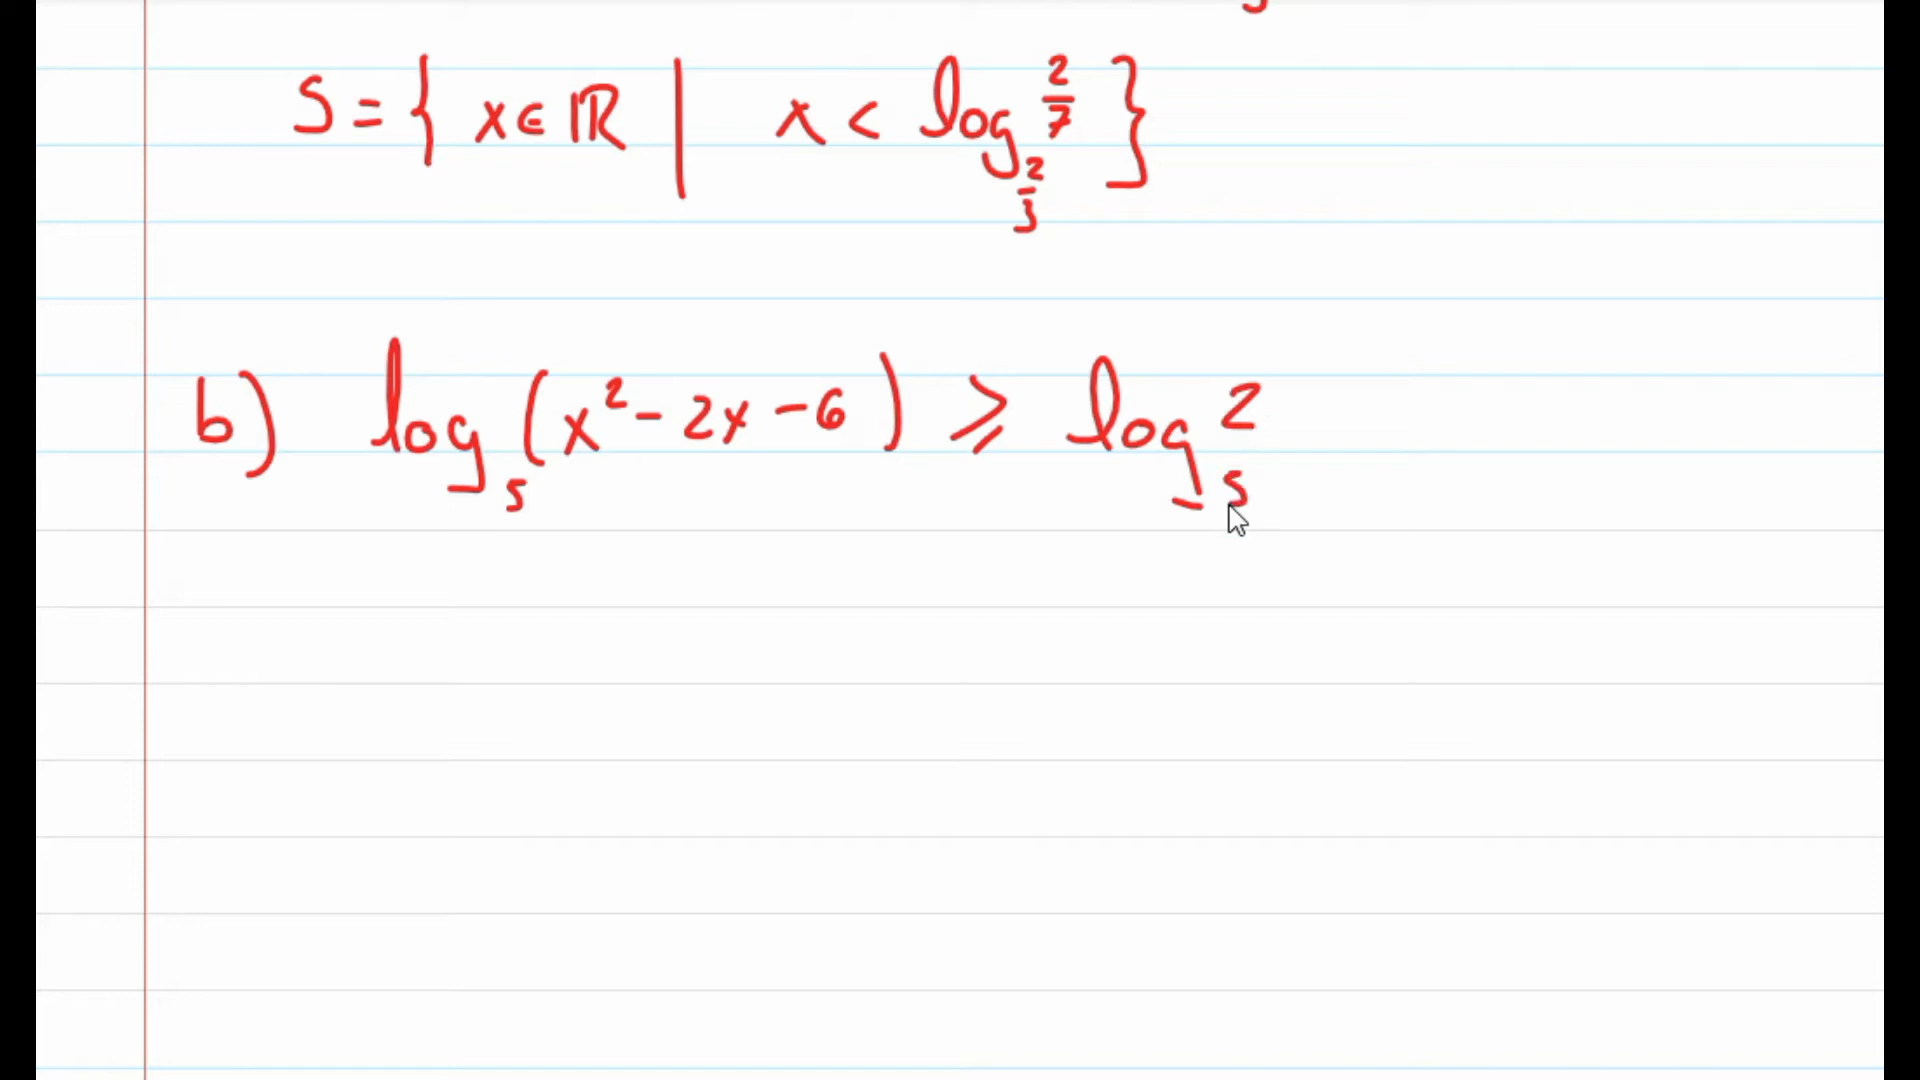 S = { x ∈ ℝ | x < log_{2/3} 2/7 }
b) log_5 (x² - 2x - 6) ⩾ log_5 2